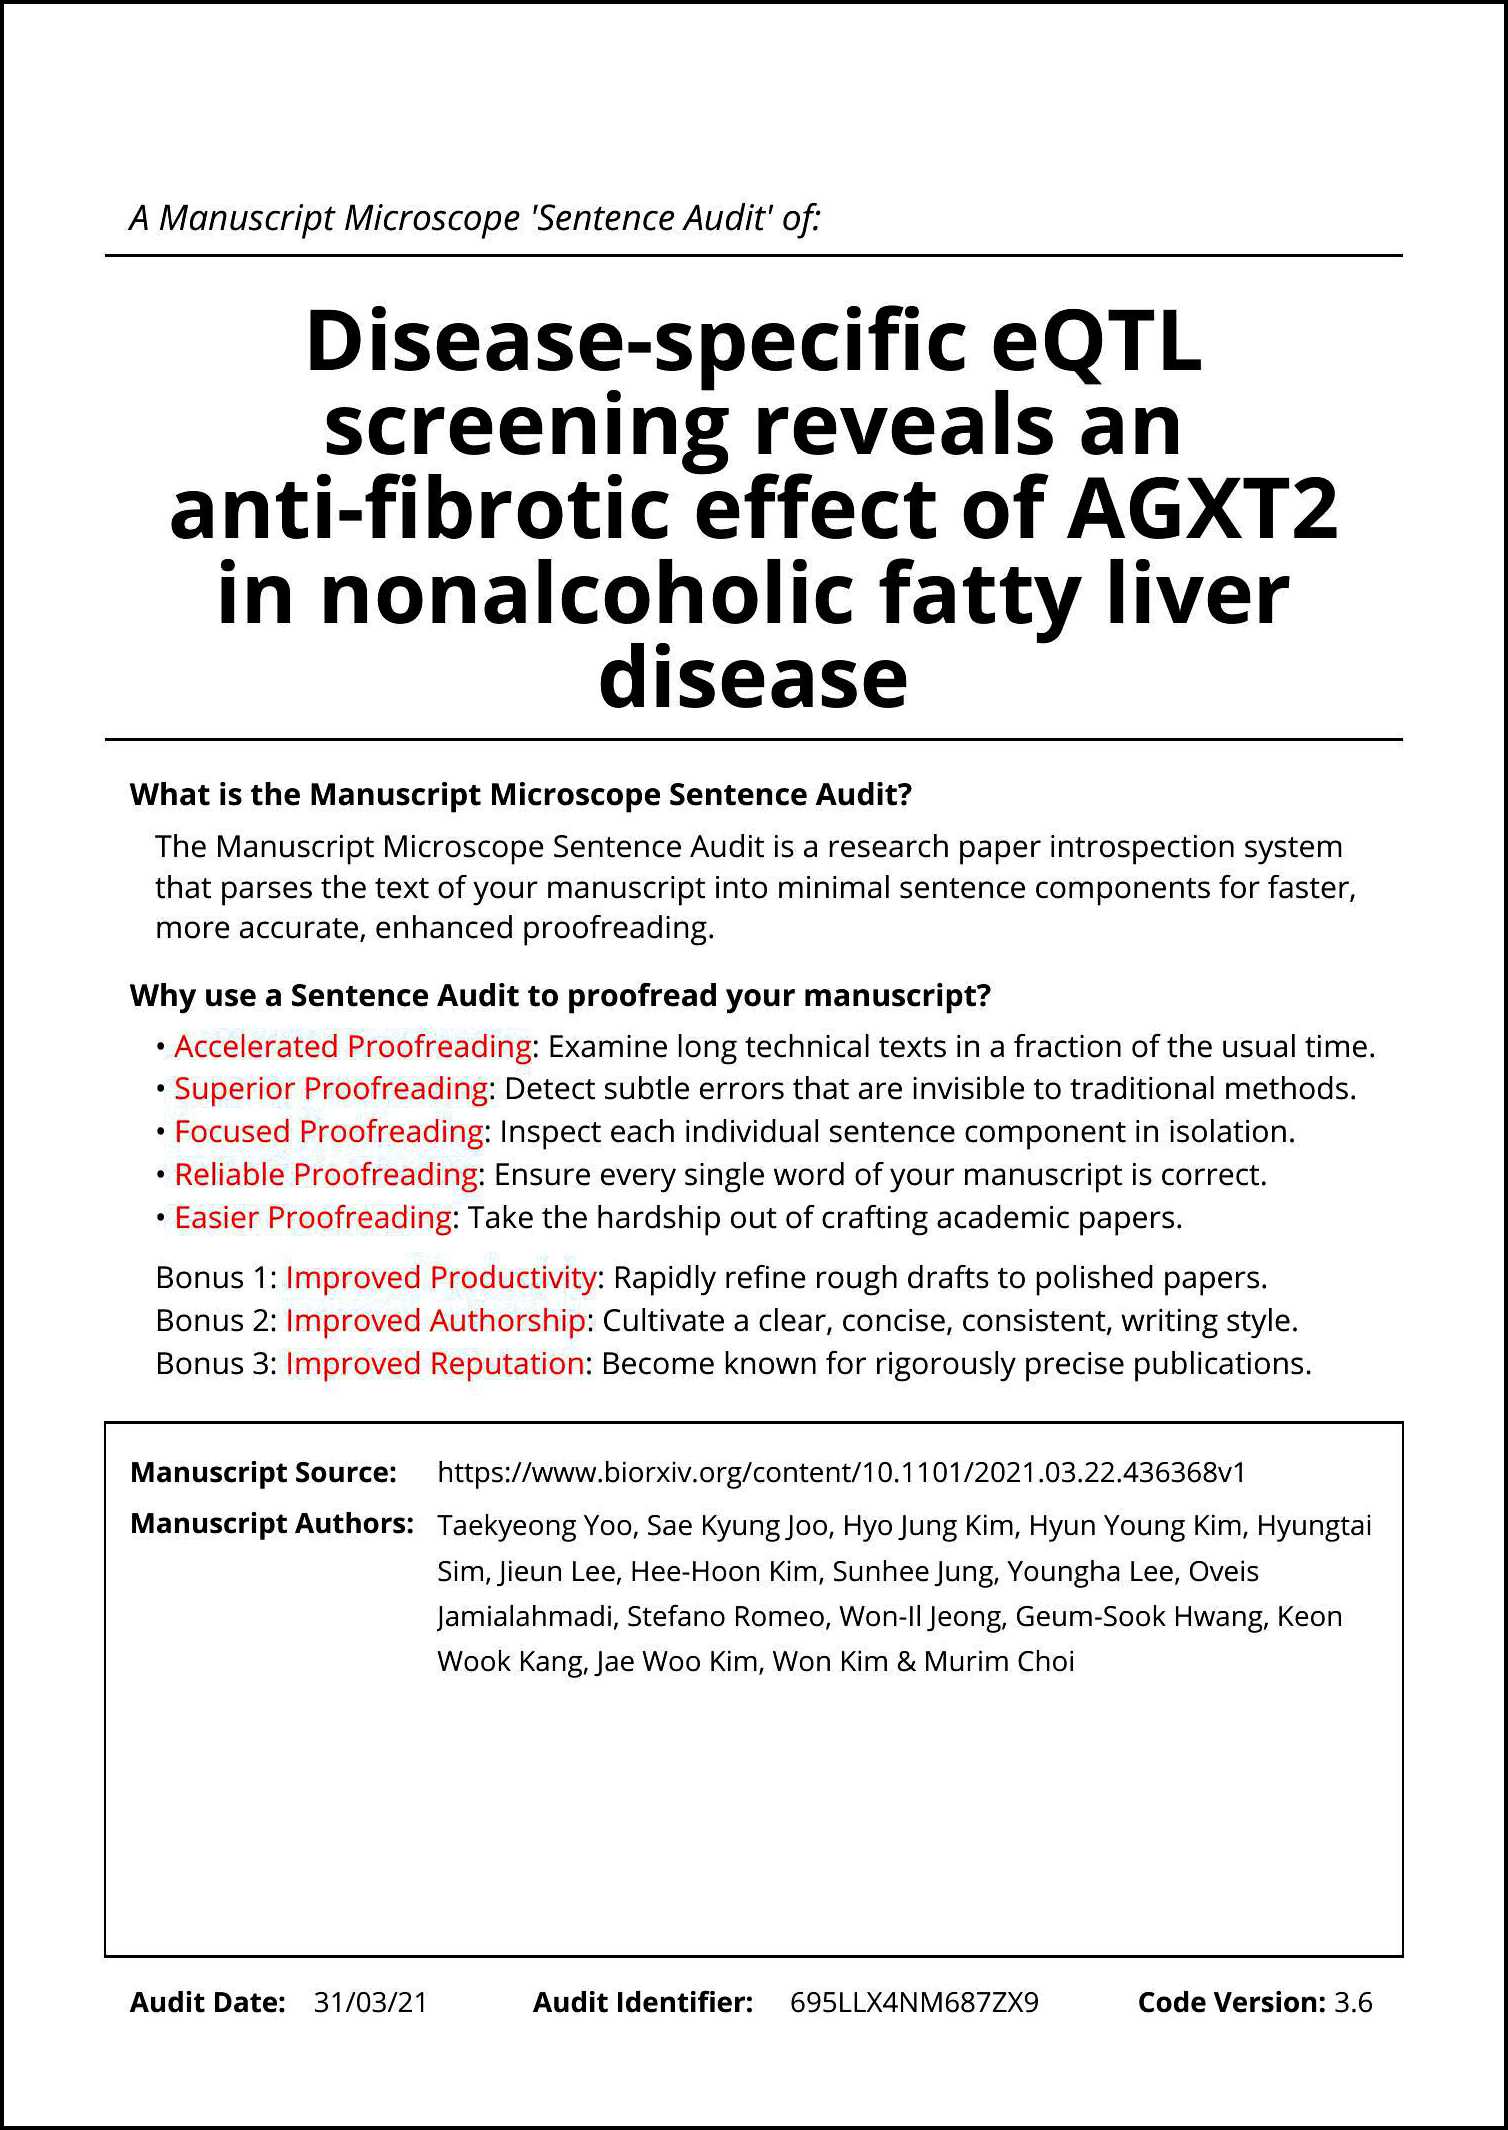 A Manuscript Microscope 'Sentence Audit' of:
Disease-specific eQTL
screening reveals an
anti-fibrotic effect of AGXT2
in nonalcoholic fatty liver
disease
What is the Manuscript Microscope Sentence Audit?
The Manuscript Microscope Sentence Audit is a research paper introspection system
that parses the text of your manuscript into minimal sentence components for faster,
more accurate, enhanced proofreading.
Why use a Sentence Audit to proofread your manuscript?
• Accelerated Proofreading: Examine long technical texts in a fraction of the usual time.
• Superior Proofreading: Detect subtle errors that are invisible to traditional methods.
• Focused Proofreading: Inspect each individual sentence component in isolation.
• Reliable Proofreading: Ensure every single word of your manuscript is correct.
• Easier Proofreading: Take the hardship out of crafting academic papers.
Bonus 1: Improved Productivity: Rapidly refine rough drafts to polished papers.
Bonus 2: Improved Authorship: Cultivate a clear, concise, consistent, writing style.
Bonus 3: Improved Reputation: Become known for rigorously precise publications.
Manuscript Source: https://www.biorxiv.org/content/10.1101/2021.03.22.436368v1
Manuscript Authors: Taekyeong Yoo, Sae Kyung Joo, Hyo Jung Kim, Hyun Young Kim, Hyungtai
Sim, Jieun Lee, Hee-Hoon Kim, Sunhee Jung, Youngha Lee, Oveis
Jamialahmadi, Stefano Romeo, Won-Il Jeong, Geum-Sook Hwang, Keon
Wook Kang, Jae Woo Kim, Won Kim & Murim Choi
Audit Date: 31/03/21 Audit Identifier: 695LLX4NM687ZX9 Code Version: 3.6